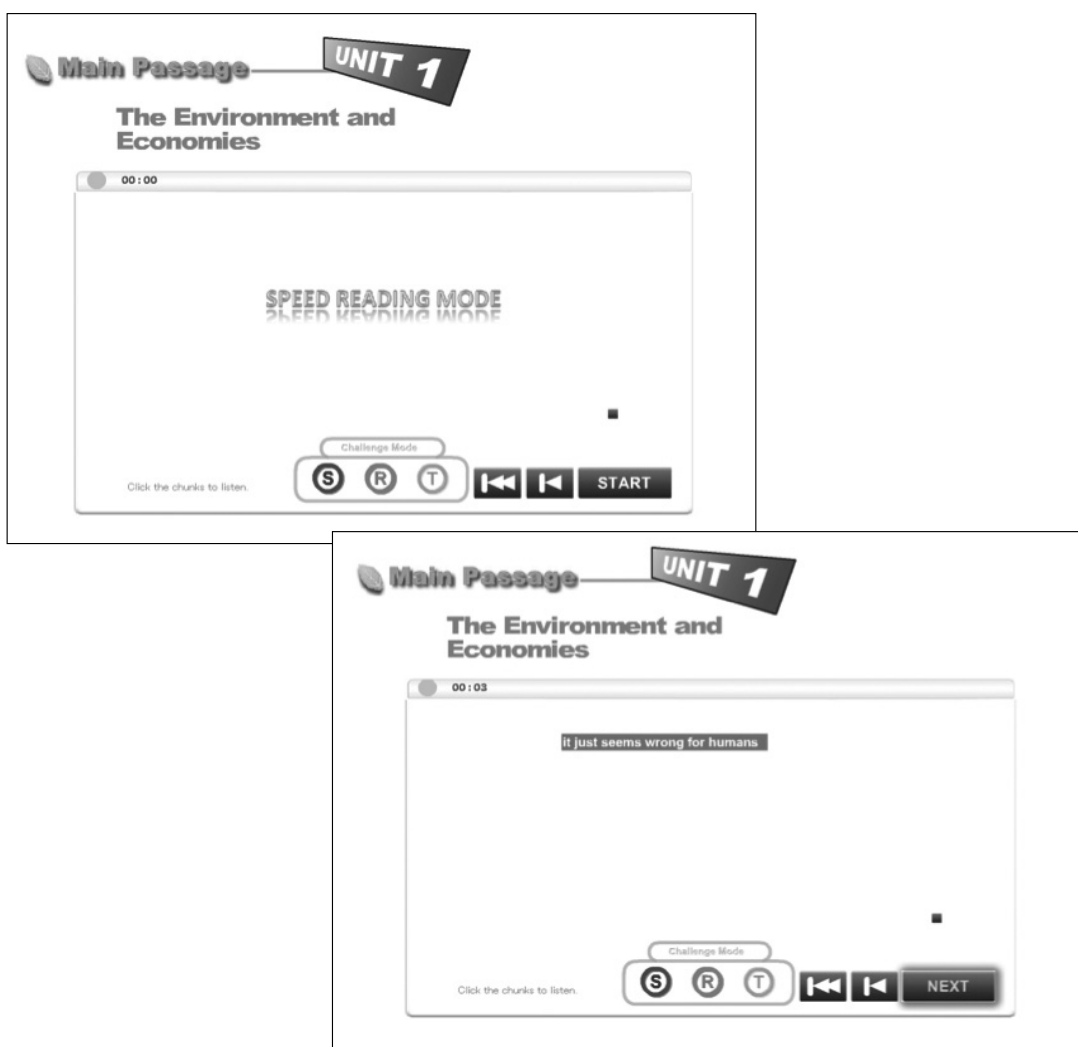 Main Passage
UNIT 1
The Environment and
Economies
00:00
SPEED READING MODE
Challenge Mode
Click the chunks to listen.
S R T
START
Main Passage
UNIT 1
The Environment and
Economies
00:03
it just seems wrong for humans
Challenge Mode
Click the chunks to listen.
S R T
NEXT